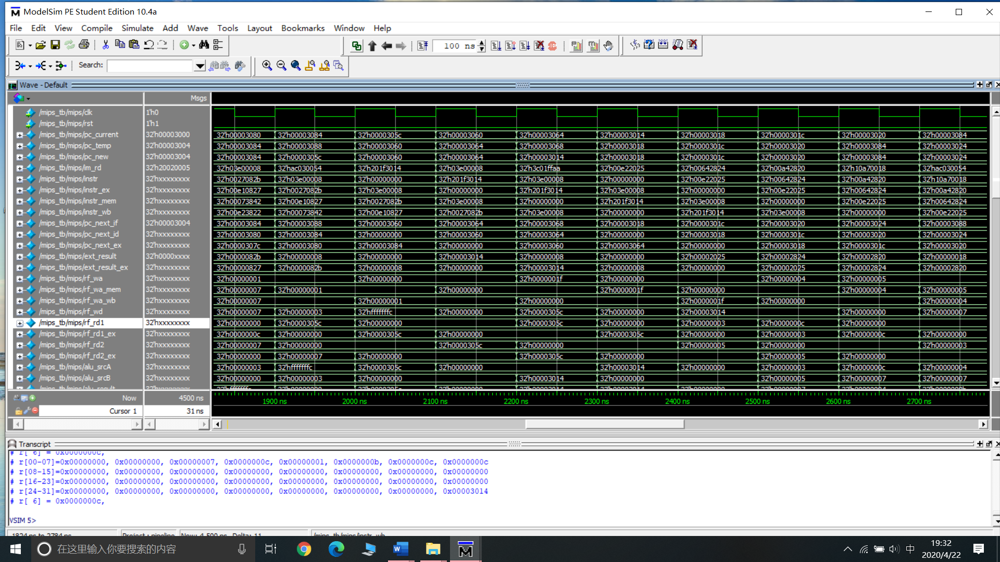 ModelSim PE Student Edition 10.4a
File Edit View Simulate Compile Simulate Add Wave Tools Layout Bookmarks Window Help
100 ns
Search:
Wave - Default
Msgs
/mips_tb/mips/clk 1'h0
/mips_tb/mips/rst 1'h1
/mips_tb/mips/pc_current 32'h00003000 32'h00003080 32'h00003084 32'h0000305c 32'h00003060 32'h00003064 32'h00003014 32'h00003018 32'h0000301c 32'h00003020 32'h00003084
/mips_tb/mips/pc_temp 32'h00003004 32'h00003084 32'h00003088 32'h00003060 32'h00003064 32'h00003068 32'h00003018 32'h0000301c 32'h00003020 32'h00003084 32'h00003024
/mips_tb/mips/pc_new 32'h00003004 32'h00003084 32'h0000305c 32'h00003060 32'h00003064 32'h00003014 32'h00003018 32'h0000301c 32'h00003020 32'h00003084 32'h00003024
/mips_tb/mips/im_rd 32'h20020005 32'h03e00008 32'hac030054 32'h201f3014 32'h03e00008 32'h3c01ffaa 32'h00e22025 32'h00642824 32'h00a42820 32'h10a70018 32'hac030054
/mips_tb/mips/instr 32'hxxxxxxxx 32'h0027082b 32'h03e00008 32'h00000000 32'h201f3014 32'h03e00008 32'h00000000 32'h00e22025 32'h00642824 32'h00a42820 32'h10a70018
/mips_tb/mips/instr_ex 32'hxxxxxxxx 32'h00e10827 32'h0027082b 32'h03e00008 32'h00000000 32'h201f3014 32'h03e00008 32'h00000000 32'h00e22025 32'h00642824 32'h00a42820
/mips_tb/mips/instr_mem 32'hxxxxxxxx 32'h00073842 32'h00e10827 32'h0027082b 32'h03e00008 32'h00000000 32'h201f3014 32'h03e00008 32'h00000000 32'h00e22025 32'h00642824
/mips_tb/mips/instr_wb 32'hxxxxxxxx 32'h00e23822 32'h00073842 32'h00e10827 32'h0027082b 32'h03e00008 32'h00000000 32'h201f3014 32'h03e00008 32'h00000000 32'h00e22025
/mips_tb/mips/pc_next_if 32'h00003004 32'h00003084 32'h00003088 32'h00003060 32'h00003064 32'h00003068 32'h00003018 32'h0000301c 32'h00003020 32'h00003024 32'h00003088
/mips_tb/mips/pc_next_id 32'hxxxxxxxx 32'h00003080 32'h00003084 32'h00000000 32'h00003060 32'h00003064 32'h00000000 32'h00003018 32'h0000301c 32'h00003020 32'h00003024
/mips_tb/mips/pc_next_ex 32'hxxxxxxxx 32'h0000307c 32'h00003080 32'h00003084 32'h00000000 32'h00003060 32'h00003064 32'h00000000 32'h00003018 32'h0000301c 32'h00003020
/mips_tb/mips/ext_result 32'h0000xxxx 32'h0000082b 32'h00000008 32'h00000000 32'h00003014 32'h00000008 32'h00000000 32'h00002025 32'h00002824 32'h00002820 32'h00000018
/mips_tb/mips/ext_result_ex 32'hxxxxxxxx 32'h00000827 32'h0000082b 32'h00000008 32'h00000000 32'h00003014 32'h00000008 32'h00000000 32'h00002025 32'h00002824 32'h00002820
/mips_tb/mips/rf_wa 32'hxxxxxxxx 32'h00000001 32'h00000000 32'h0000001f 32'h00000000 32'h00000004 32'h00000005
/mips_tb/mips/rf_wa_mem 32'hxxxxxxxx 32'h00000007 32'h00000001 32'h00000000 32'h0000001f 32'h00000000 32'h00000004 32'h00000005
/mips_tb/mips/rf_wa_wb 32'hxxxxxxxx 32'h00000007 32'h00000001 32'h00000000 32'h0000001f 32'h00000000 32'h00000004
/mips_tb/mips/rf_wd 32'hxxxxxxxx 32'h00000007 32'h00000003 32'hfffffffc 32'h00000000 32'h0000305c 32'h00000000 32'h00003014 32'h00000000 32'h00000007
/mips_tb/mips/rf_rd1 32'hxxxxxxxx 32'h00000000 32'h0000305c 32'h00000000 32'h0000305c 32'h00000000 32'h00000003 32'h0000000c 32'h00000000
/mips_tb/mips/rf_rd1_ex 32'hxxxxxxxx 32'h0000000c 32'h00000000 32'h0000305c 32'h00000000 32'h0000305c 32'h00000000 32'h00000003 32'h0000000c 32'h00000000
/mips_tb/mips/rf_rd2 32'hxxxxxxxx 32'h00000007 32'h00000000 32'h0000305c 32'h00000000 32'h00000005 32'h00000000 32'h00000003
/mips_tb/mips/rf_rd2_ex 32'hxxxxxxxx 32'h00000000 32'h00000007 32'h00000000 32'h0000305c 32'h00000000 32'h00000005 32'h00000000
/mips_tb/mips/alu_srcA 32'hxxxxxxxx 32'h00000003 32'hfffffffc 32'h0000305c 32'h00000000 32'h00003014 32'h00000000 32'h00000003 32'h0000000c 32'h00000004
/mips_tb/mips/alu_srcB 32'hxxxxxxxx 32'h00000000 32'h00000003 32'h00000000 32'h00003014 32'h00000000 32'h00000005 32'h00000007 32'h00000007
/mips_tb/mips/alu_result
Now 4500 ns 1900 ns 2000 ns 2100 ns 2200 ns 2300 ns 2400 ns 2500 ns 2600 ns 2700 ns
Cursor 1 31 ns
Transcript
# r[ 6] = 0x0000000c,
# r[00-07]=0x00000000, 0x00000000, 0x00000007, 0x0000000c, 0x00000001, 0x0000000b, 0x0000000c, 0x0000000c
# r[08-15]=0x00000000, 0x00000000, 0x00000000, 0x00000000, 0x00000000, 0x00000000, 0x00000000, 0x00000000
# r[16-23]=0x00000000, 0x00000000, 0x00000000, 0x00000000, 0x00000000, 0x00000000, 0x00000000, 0x00000000
# r[24-31]=0x00000000, 0x00000000, 0x00000000, 0x00000000, 0x00000000, 0x00000000, 0x00000000, 0x00003014
# r[ 6] = 0x0000000c,
VSIM 5>
1824 ns to 2784 ns Project : pipeline Now: 4,500 ns Delta: 11 /mips_tb/mips/instr_wb
在这里输入你要搜索的内容
中
19:32
2020/4/22